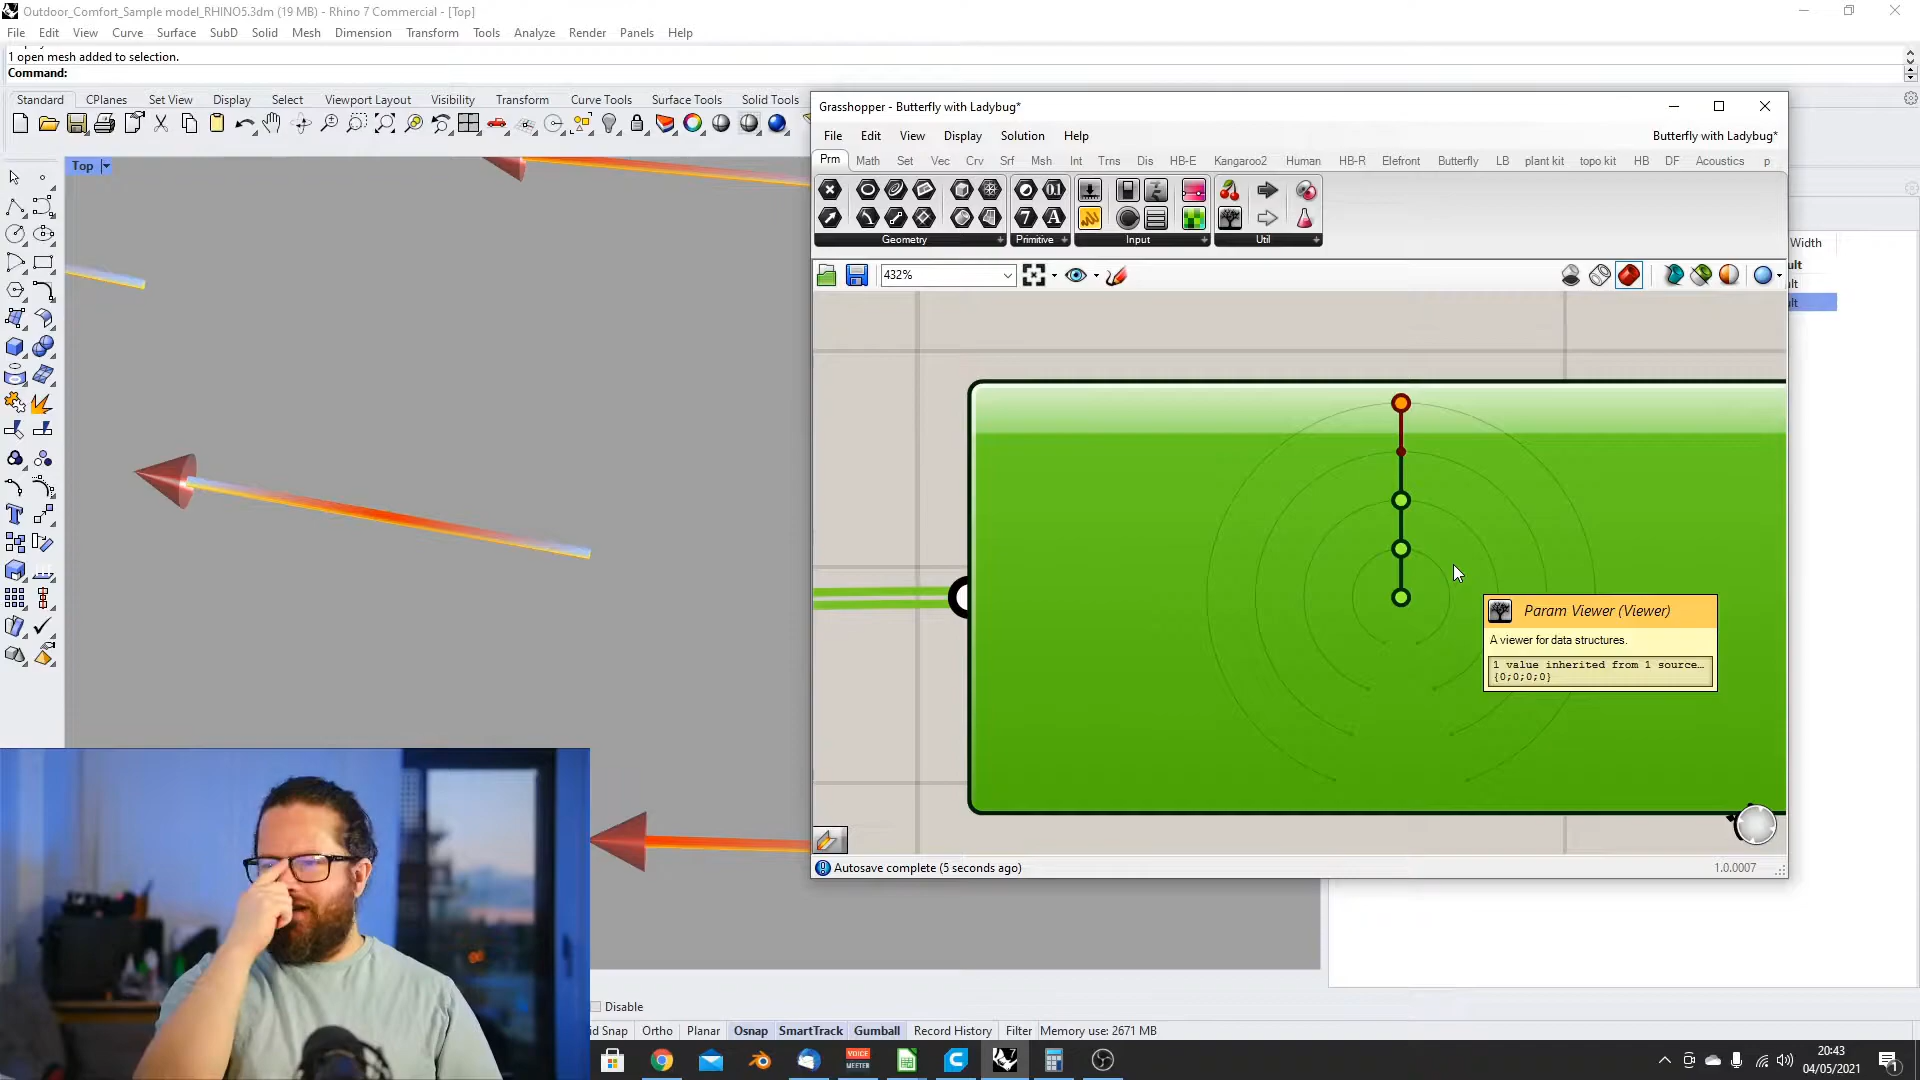 Outdoor_Comfort_Sample model_RHINO5.3dm (19 MB) - Rhino 7 Commercial - [Top]
File Edit View Curve Surface SubD Solid Mesh Dimension Transform Tools Analyze Render Panels Help
1 open mesh added to selection.
Command:
Standard CPlanes Set View Display Select Viewport Layout Visibility Transform Curve Tools Surface Tools Solid Tools
Top
Grasshopper - Butterfly with Ladybug*
File Edit View Display Solution Help Butterfly with Ladybug*
Prm Math Set Vec Crv Srf Msh Int Trns Dis HB-E Kangaroo2 Human HB-R Elefront Butterfly LB plant kit topo kit HB DF Acoustics p
Geometry Primitive Input Util
432%
Width
Param Viewer (Viewer)
A viewer for data structures.
1 value inherited from 1 source...
{0;0;0;0}
Autosave complete (5 seconds ago) 1.0.0007
Disable
id Snap Ortho Planar Osnap SmartTrack Gumball Record History Filter Memory use: 2671 MB
VOICE
MEETER
20:43
04/05/2021